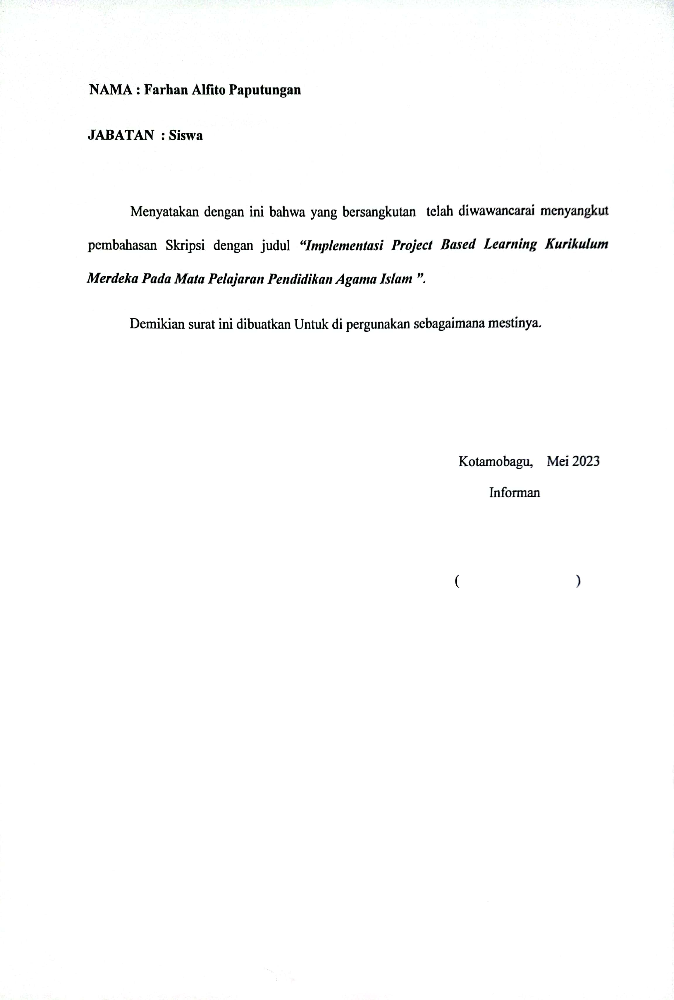 NAMA : Farhan Alfito Paputungan
JABATAN : Siswa
Menyatakan dengan ini bahwa yang bersangkutan telah diwawancarai menyangkut
pembahasan Skripsi dengan judul “Implementasi Project Based Learning Kurikulum
Merdeka Pada Mata Pelajaran Pendidikan Agama Islam ”.
Demikian surat ini dibuatkan Untuk di pergunakan sebagaimana mestinya.
Kotamobagu, Mei 2023
Informan
( )